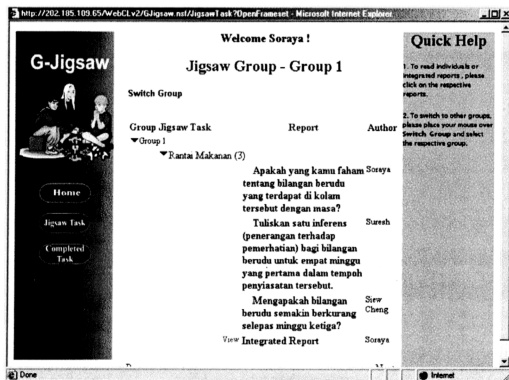 http://202.185.109.65/WebCLv2/GJigsaw.nsf/JigsawTask?OpenFrameset - Microsoft Internet Explorer
G-Jigsaw
Home
Jigsaw Task
Completed
Task
Welcome Soraya !
Jigsaw Group - Group 1
Switch Group
Group Jigsaw Task Report Author
Group 1
Rantai Makanan (3)
Apakah yang kamu faham Soraya
tentang bilangan berudu
yang terdapat di kolam
tersebut dengan masa?
Tuliskan satu inferens Suresh
(penerangan terhadap
pemerhatian) bagi bilangan
berudu untuk empat minggu
yang pertama dalam tempoh
penyiasatan tersebut.
Mengapakah bilangan Siew
berudu semakin berkurang Cheng
selepas minggu ketiga?
View Integrated Report Soraya
Quick Help
1. To read individuals or
integrated reports , please
click on the respective
reports.
2. To switch to other groups,
please place your mouse over
Switch Group and select
the respective group.
Done
Internet